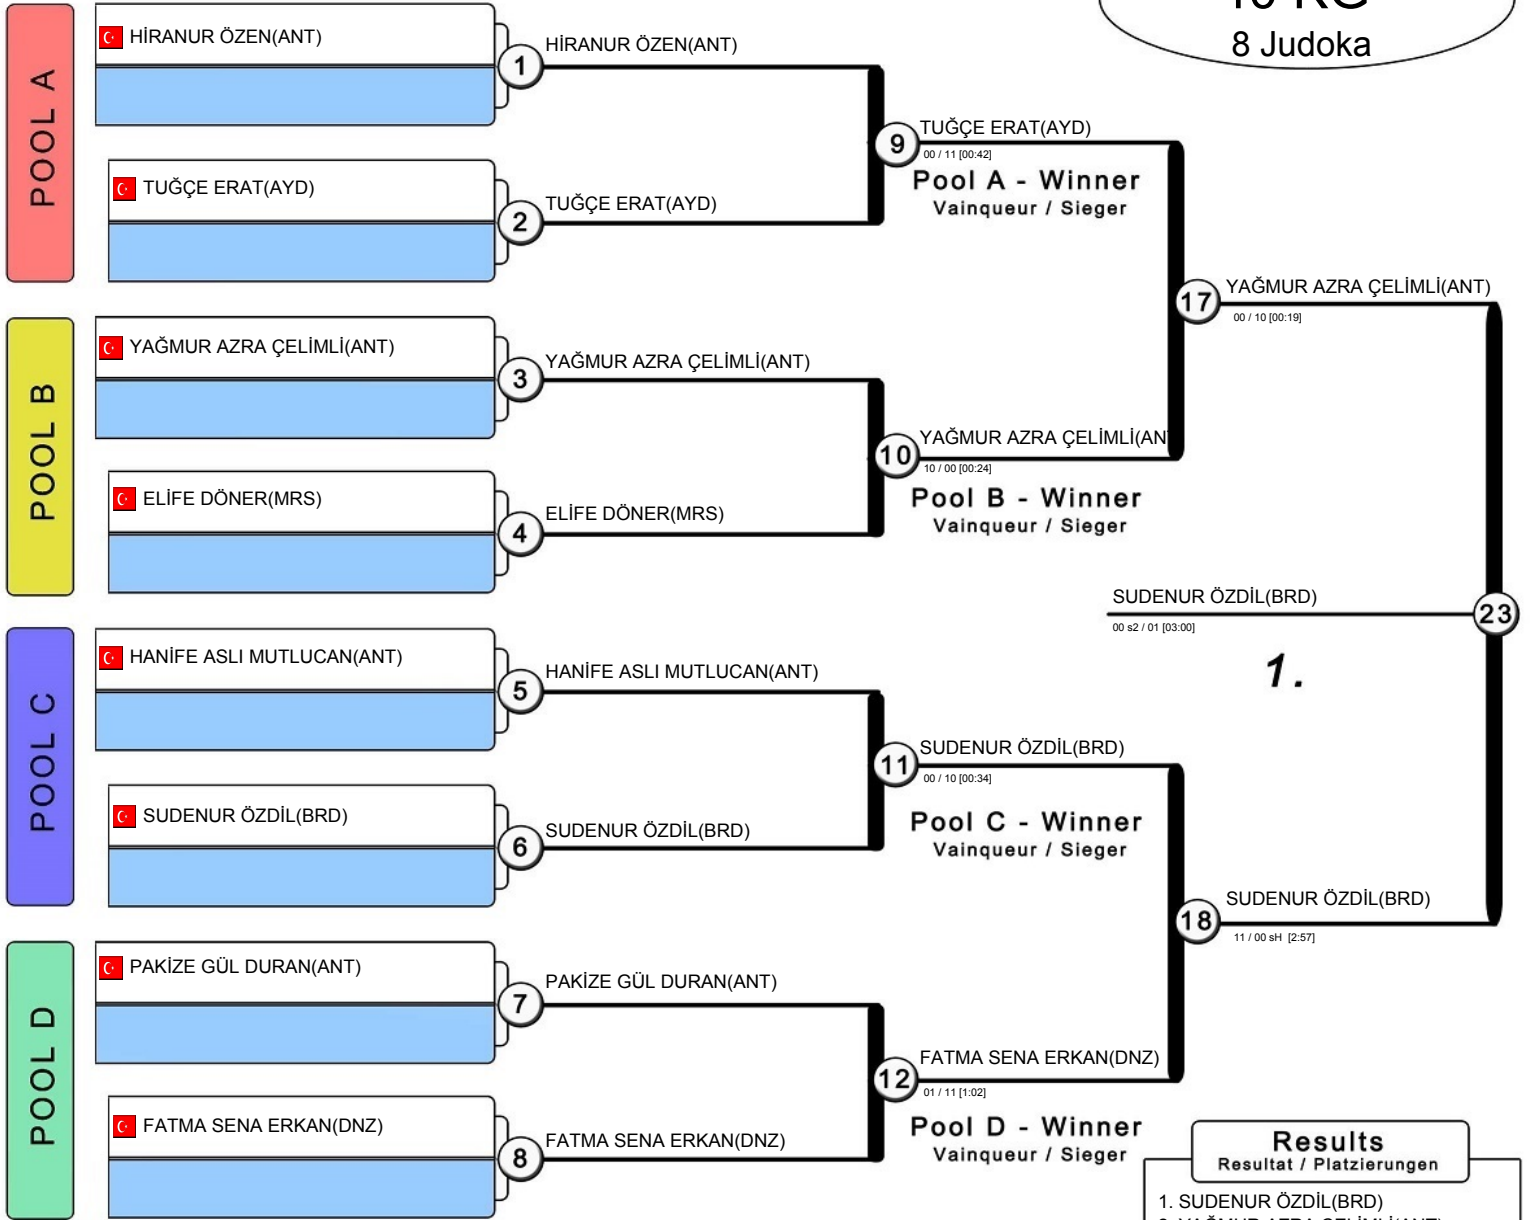 8 Judoka
POOL A
HİRANUR ÖZEN(ANT)
1
HİRANUR ÖZEN(ANT)
TUĞÇE ERAT(AYD)
2
TUĞÇE ERAT(AYD)
9
TUĞÇE ERAT(AYD)
00 / 11 [00:42]
Pool A - Winner
Vainqueur / Sieger
POOL B
YAĞMUR AZRA ÇELİMLİ(ANT)
3
YAĞMUR AZRA ÇELİMLİ(ANT)
ELİFE DÖNER(MRS)
4
ELİFE DÖNER(MRS)
10
YAĞMUR AZRA ÇELİMLİ(AN
10 / 00 [00:24]
Pool B - Winner
Vainqueur / Sieger
17
YAĞMUR AZRA ÇELİMLİ(ANT)
00 / 10 [00:19]
SUDENUR ÖZDİL(BRD)
00 s2 / 01 [03:00]
23
1.
POOL C
HANİFE ASLI MUTLUCAN(ANT)
5
HANİFE ASLI MUTLUCAN(ANT)
SUDENUR ÖZDİL(BRD)
6
SUDENUR ÖZDİL(BRD)
11
SUDENUR ÖZDİL(BRD)
00 / 10 [00:34]
Pool C - Winner
Vainqueur / Sieger
18
SUDENUR ÖZDİL(BRD)
11 / 00 sH [2:57]
POOL D
PAKİZE GÜL DURAN(ANT)
7
PAKİZE GÜL DURAN(ANT)
FATMA SENA ERKAN(DNZ)
8
FATMA SENA ERKAN(DNZ)
12
FATMA SENA ERKAN(DNZ)
01 / 11 [1:02]
Pool D - Winner
Vainqueur / Sieger
Results
Resultat / Platzierungen
1. SUDENUR ÖZDİL(BRD)